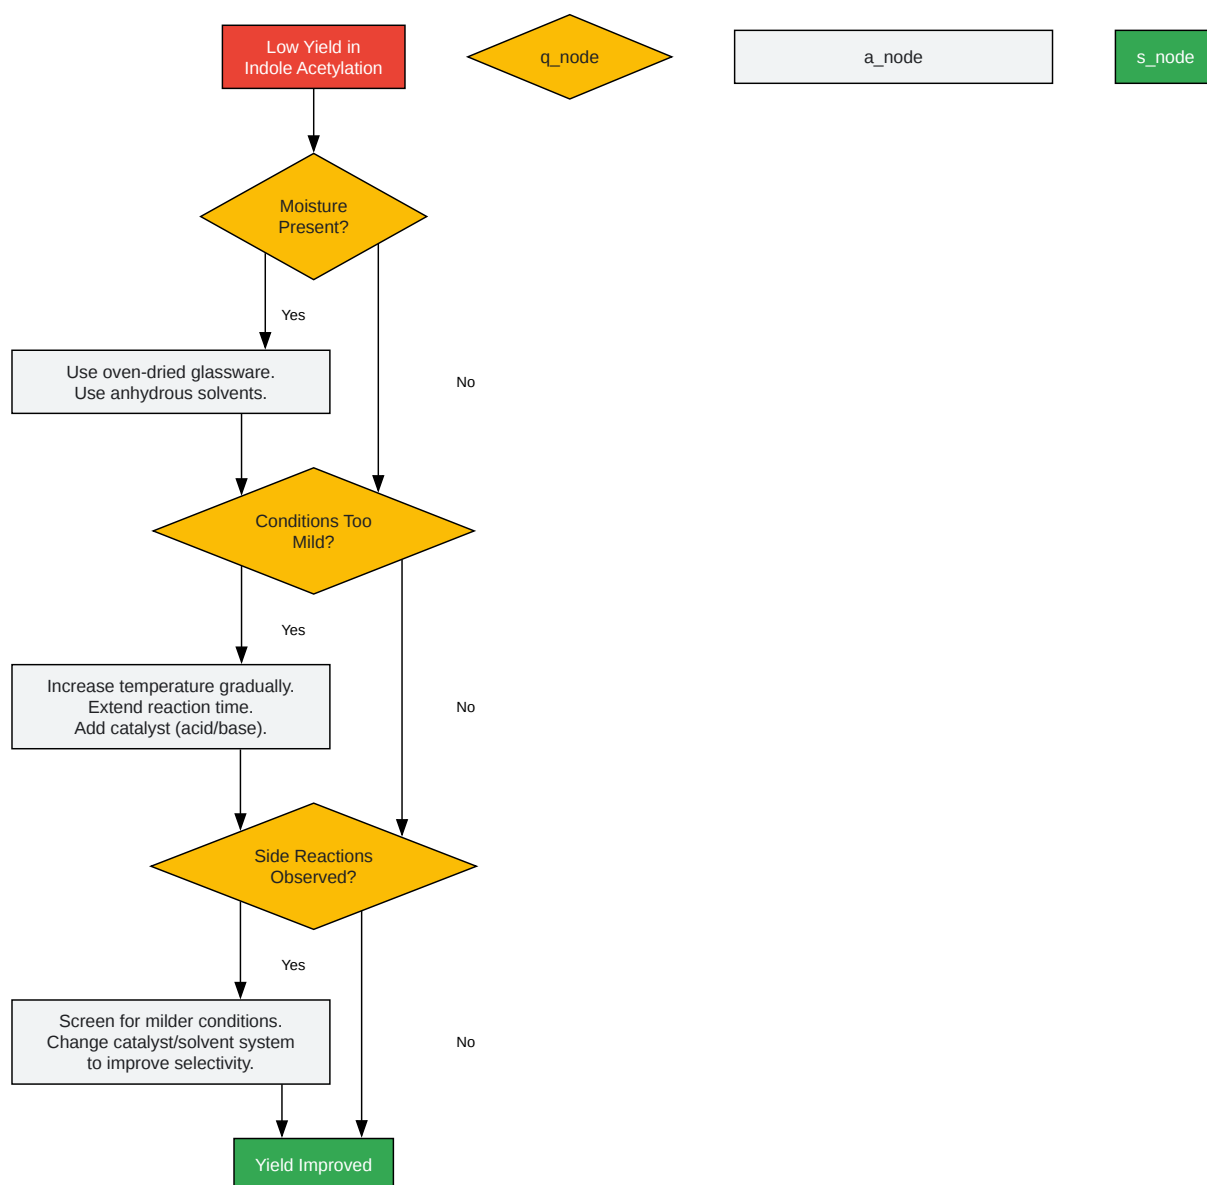 Low Yield in
Indole Acetylation
q_node
a_node
s_node
Moisture
Present?
Yes
Use oven-dried glassware.
Use anhydrous solvents.
No
Conditions Too
Mild?
Yes
Increase temperature gradually.
Extend reaction time.
Add catalyst (acid/base).
No
Side Reactions
Observed?
Yes
Screen for milder conditions.
Change catalyst/solvent system
to improve selectivity.
No
Yield Improved